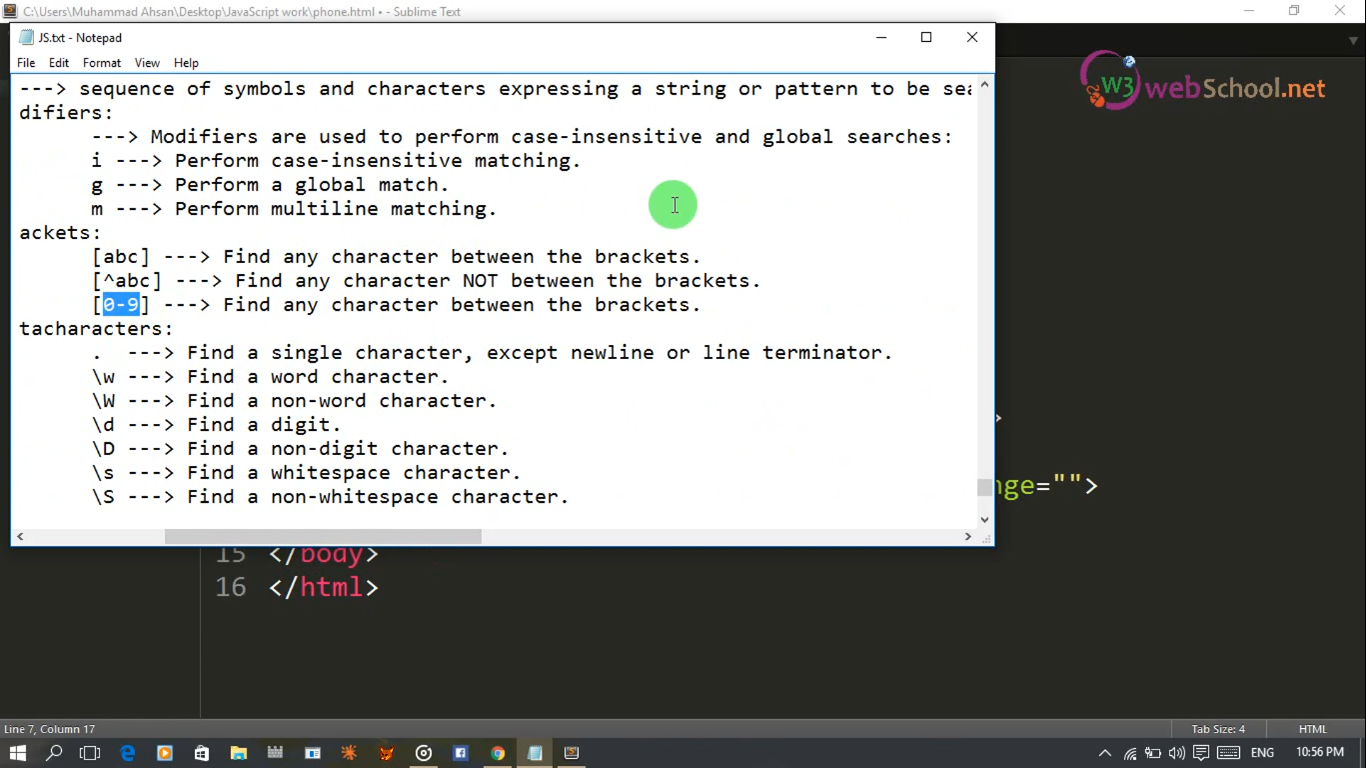 C:\Users\Muhammad Ahsan\Desktop\JavaScript work\phone.html • - Sublime Text
JS.txt - Notepad
File Edit Format View Help
---> sequence of symbols and characters expressing a string or pattern to be sea
difiers:
---> Modifiers are used to perform case-insensitive and global searches:
i ---> Perform case-insensitive matching.
g ---> Perform a global match.
m ---> Perform multiline matching.
ackets:
[abc] ---> Find any character between the brackets.
[^abc] ---> Find any character NOT between the brackets.
[0-9] ---> Find any character between the brackets.
tacharacters:
. ---> Find a single character, except newline or line terminator.
\w ---> Find a word character.
\W ---> Find a non-word character.
\d ---> Find a digit.
\D ---> Find a non-digit character.
\s ---> Find a whitespace character.
\S ---> Find a non-whitespace character.
W3 webSchool.net
>
nge="">
15 </body>
16 </html>
Line 7, Column 17
Tab Size: 4
HTML
ENG
10:56 PM